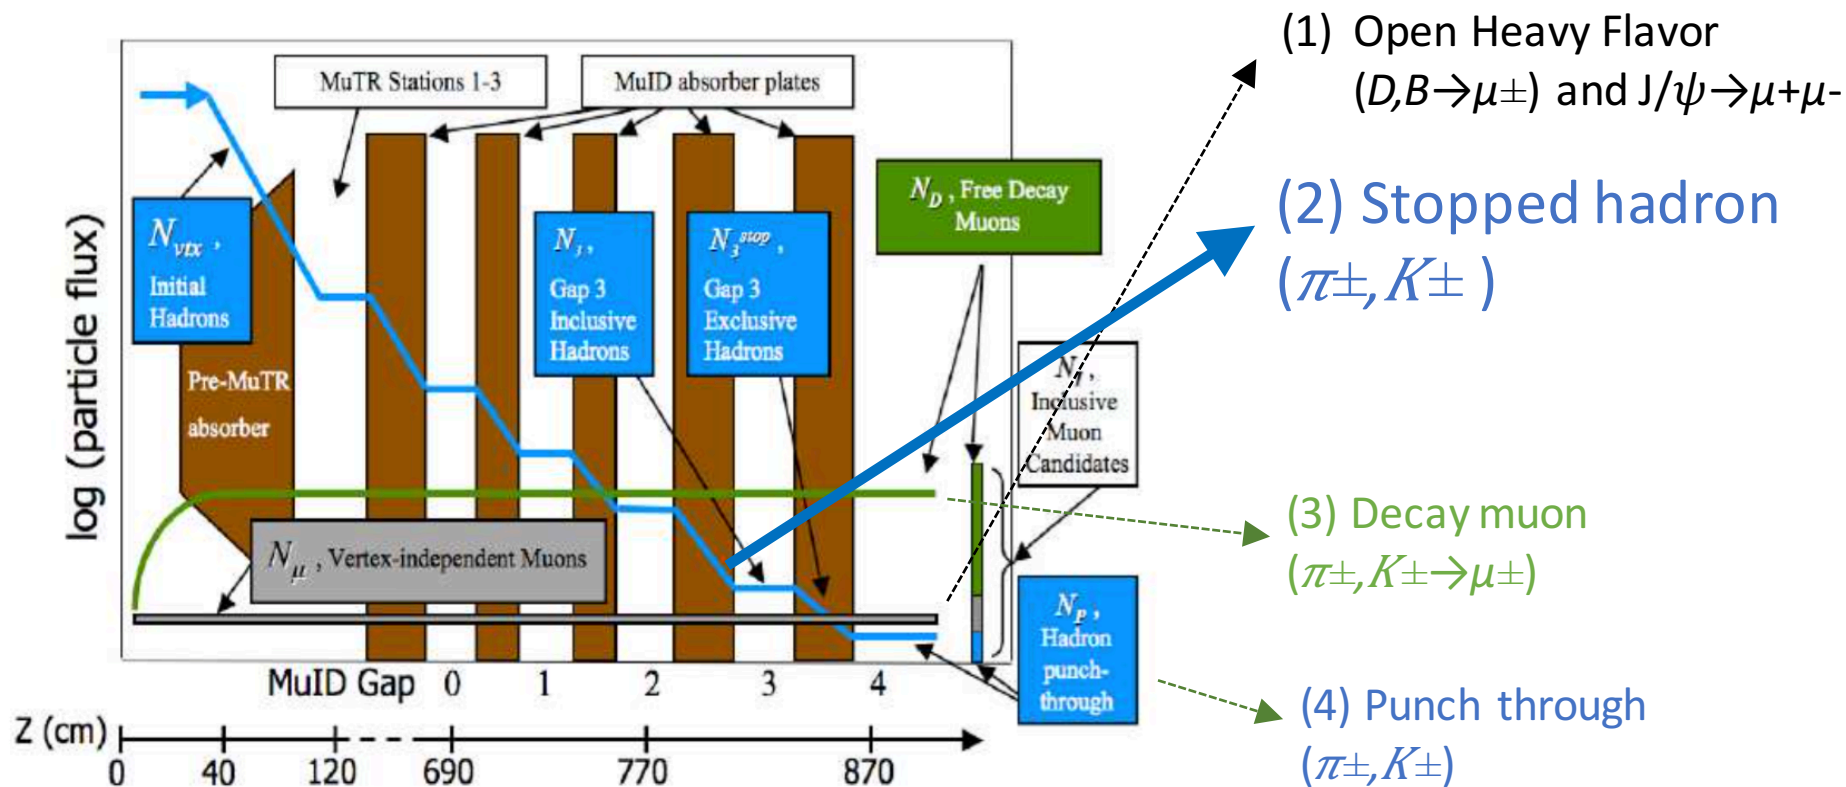 (1) Open Heavy Flavor
(D,B→μ±) and J/ψ→μ+μ-
MuTR Stations 1-3
MuID absorber plates
N_D , Free Decay
Muons
(2) Stopped hadron
(π±,K± )
N_vtx ,
Initial
Hadrons
N_3,
Gap 3
Inclusive
Hadrons
N_3^stop ,
Gap 3
Exclusive
Hadrons
log (particle flux)
Pre-MuTR
absorber
N_I ,
Inclusive
Muon
Candidates
(3) Decay muon
(π±,K±→μ±)
N_μ , Vertex-independent Muons
N_P ,
Hadron
punch-
through
MuID Gap 0 1 2 3 4
(4) Punch through
(π±,K±)
Z (cm)
0 40 120 690 770 870